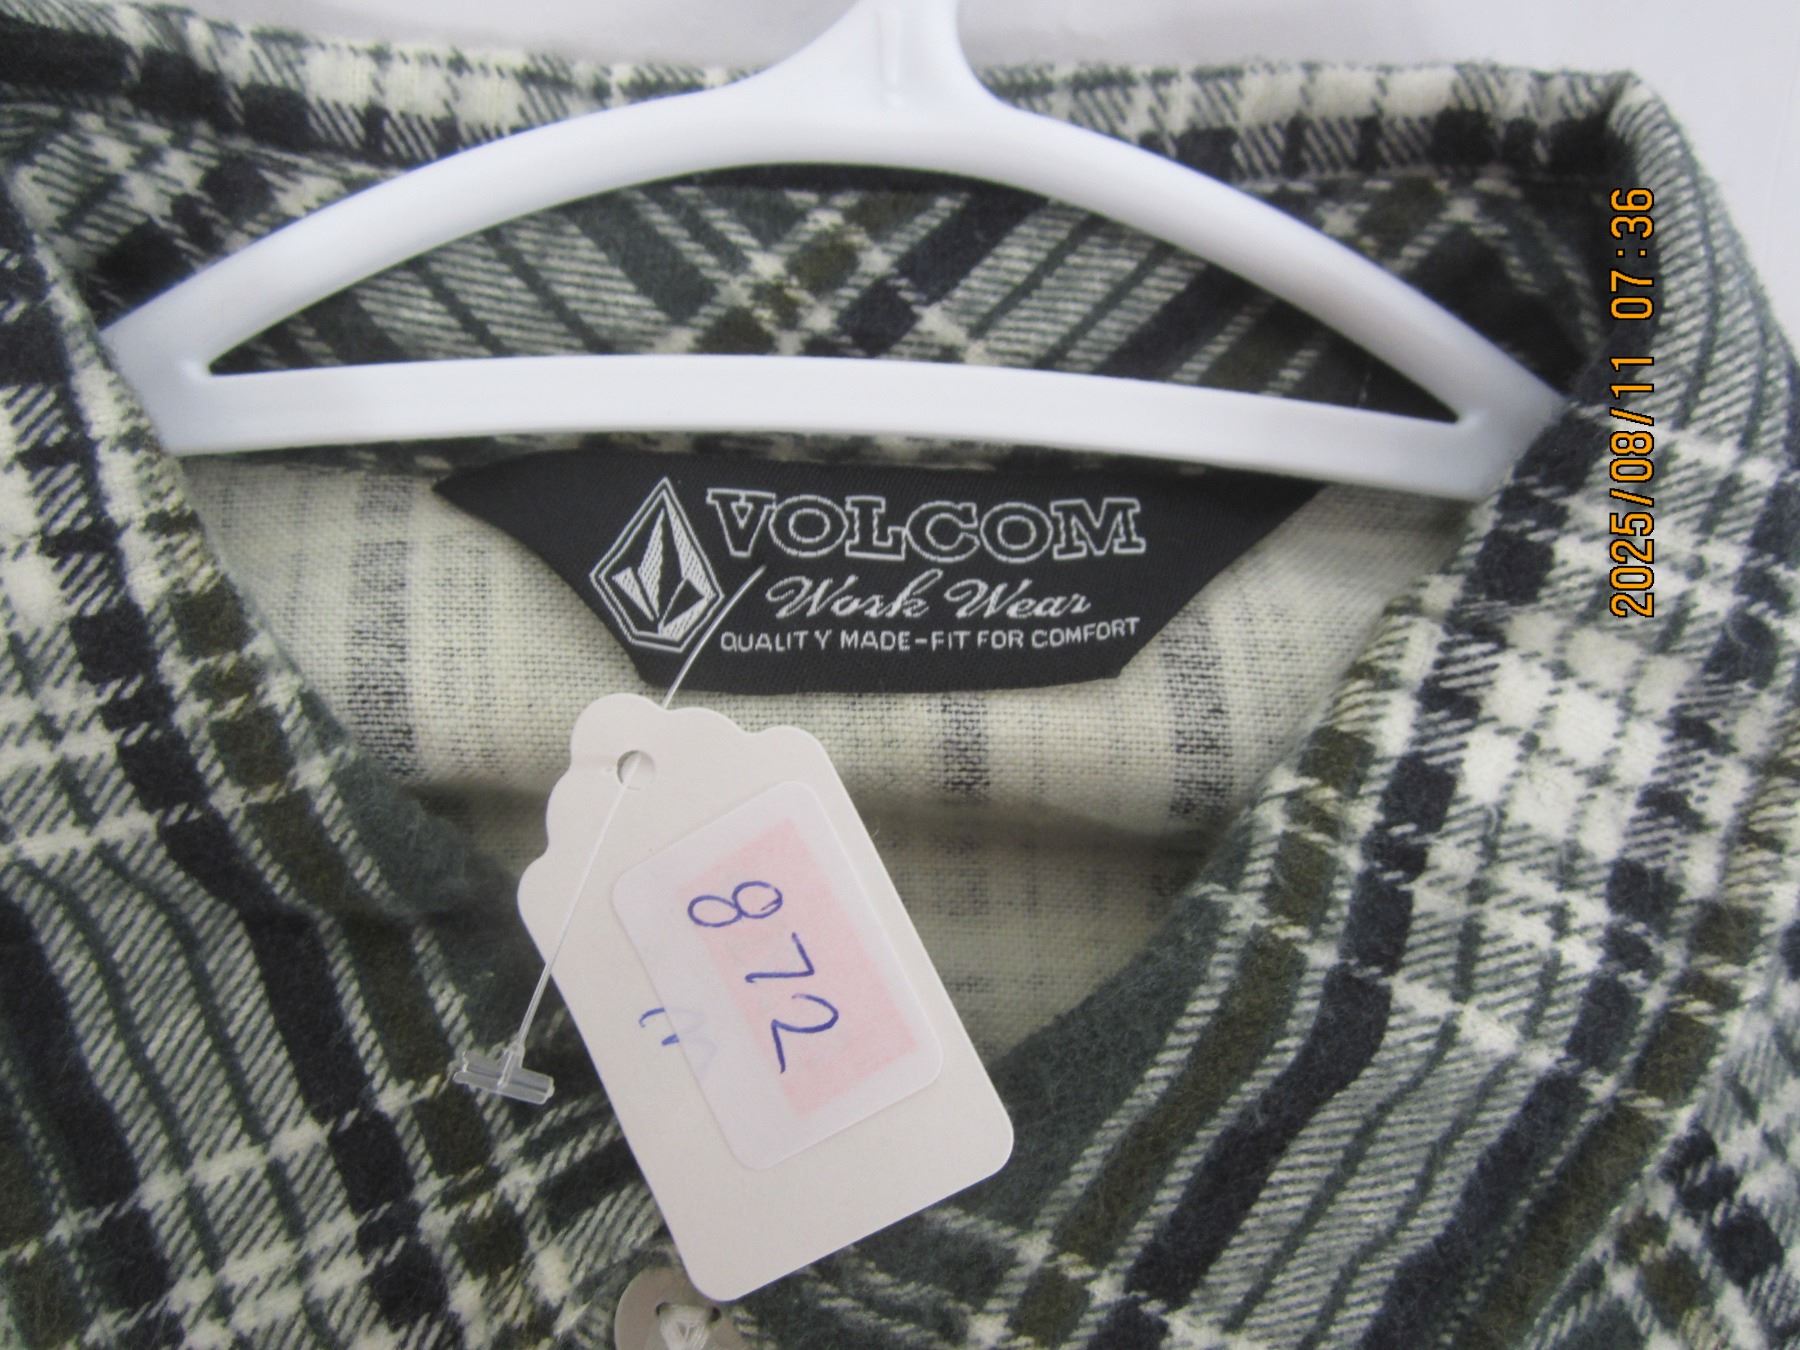 VOLCOM
Work Wear
QUALITY MADE-FIT FOR COMFORT
872
2025/08/11 07:36